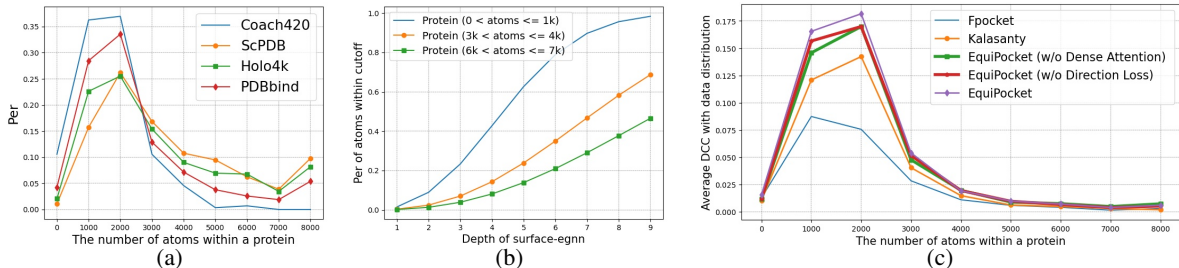 Per
0.35
0.30
0.25
0.20
0.15
0.10
0.05
0.00
Coach420
ScPDB
Holo4k
PDBbind
0 1000 2000 3000 4000 5000 6000 7000 8000
The number of atoms within a protein
(a)
Per of atoms within cutoff
1.0
0.8
0.6
0.4
0.2
0.0
Protein (0 < atoms <= 1k)
Protein (3k < atoms <= 4k)
Protein (6k < atoms <= 7k)
1 2 3 4 5 6 7 8 9
Depth of surface-egnn
(b)
Average DCC with data distribution
0.175
0.150
0.125
0.100
0.075
0.050
0.025
0.000
Fpocket
Kalasanty
EquiPocket (w/o Dense Attention)
EquiPocket (w/o Direction Loss)
EquiPocket
0 1000 2000 3000 4000 5000 6000 7000 8000
The number of atoms within a protein
(c)